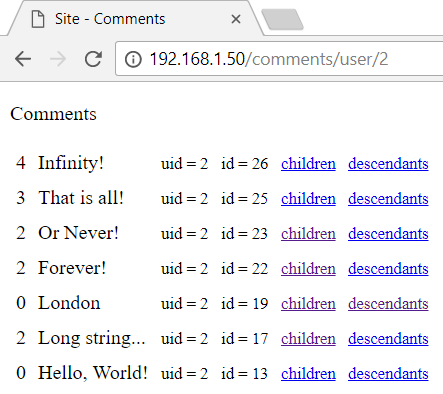 Site - Comments
192.168.1.50/comments/user/2
Comments
4 Infinity! uid = 2 id = 26 children descendants
3 That is all! uid = 2 id = 25 children descendants
2 Or Never! uid = 2 id = 23 children descendants
2 Forever! uid = 2 id = 22 children descendants
0 London uid = 2 id = 19 children descendants
2 Long string... uid = 2 id = 17 children descendants
0 Hello, World! uid = 2 id = 13 children descendants